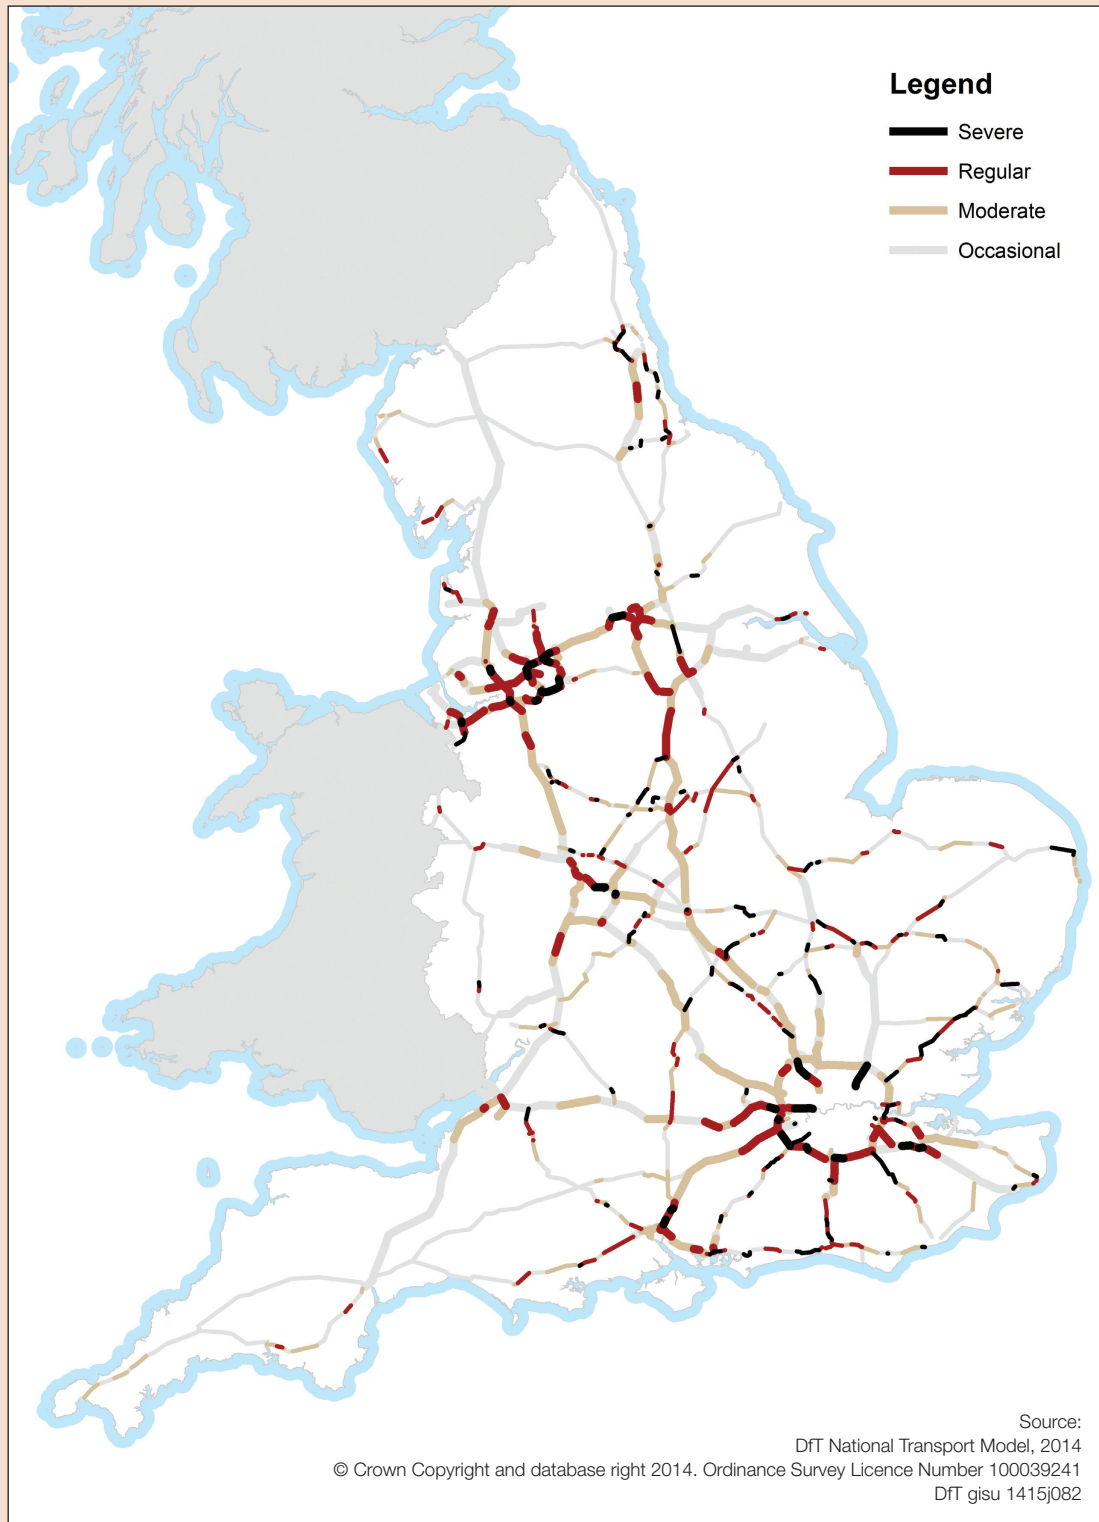 Legend
Severe
Regular
Moderate
Occasional
Source:
DfT National Transport Model, 2014
© Crown Copyright and database right 2014. Ordinance Survey Licence Number 100039241
DfT gisu 1415j082